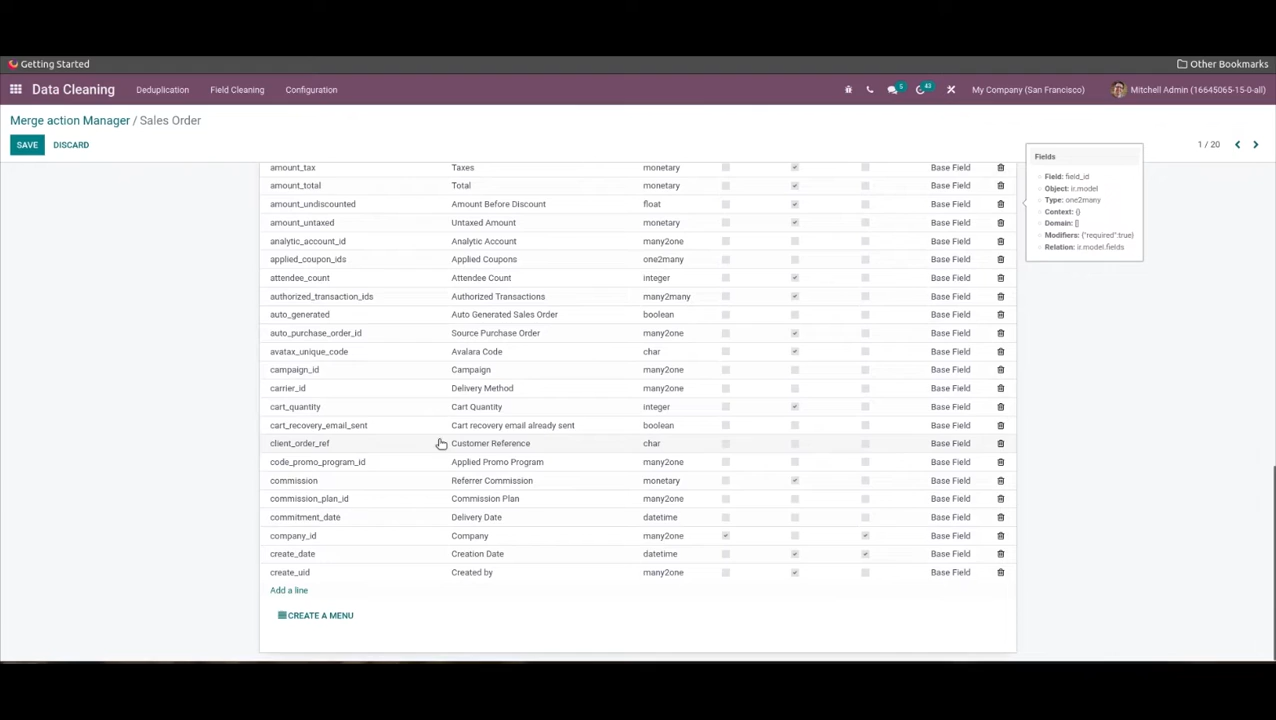 Getting Started Other Bookmarks
Data Cleaning Deduplication Field Cleaning Configuration 5 43 My Company (San Francisco) Mitchell Admin (16645065-15-0-all)
Merge action Manager / Sales Order
SAVE DISCARD 1 / 20
Fields
Field: field_id
Object: ir.model
Type: one2many
Context: {}
Domain: []
Modifiers: {"required":true}
Relation: ir.model.fields
amount_tax Taxes monetary Base Field
amount_total Total monetary Base Field
amount_undiscounted Amount Before Discount float Base Field
amount_untaxed Untaxed Amount monetary Base Field
analytic_account_id Analytic Account many2one Base Field
applied_coupon_ids Applied Coupons one2many Base Field
attendee_count Attendee Count integer Base Field
authorized_transaction_ids Authorized Transactions many2many Base Field
auto_generated Auto Generated Sales Order boolean Base Field
auto_purchase_order_id Source Purchase Order many2one Base Field
avatax_unique_code Avalara Code char Base Field
campaign_id Campaign many2one Base Field
carrier_id Delivery Method many2one Base Field
cart_quantity Cart Quantity integer Base Field
cart_recovery_email_sent Cart recovery email already sent boolean Base Field
client_order_ref Customer Reference char Base Field
code_promo_program_id Applied Promo Program many2one Base Field
commission Referrer Commission monetary Base Field
commission_plan_id Commission Plan many2one Base Field
commitment_date Delivery Date datetime Base Field
company_id Company many2one Base Field
create_date Creation Date datetime Base Field
create_uid Created by many2one Base Field
Add a line
CREATE A MENU